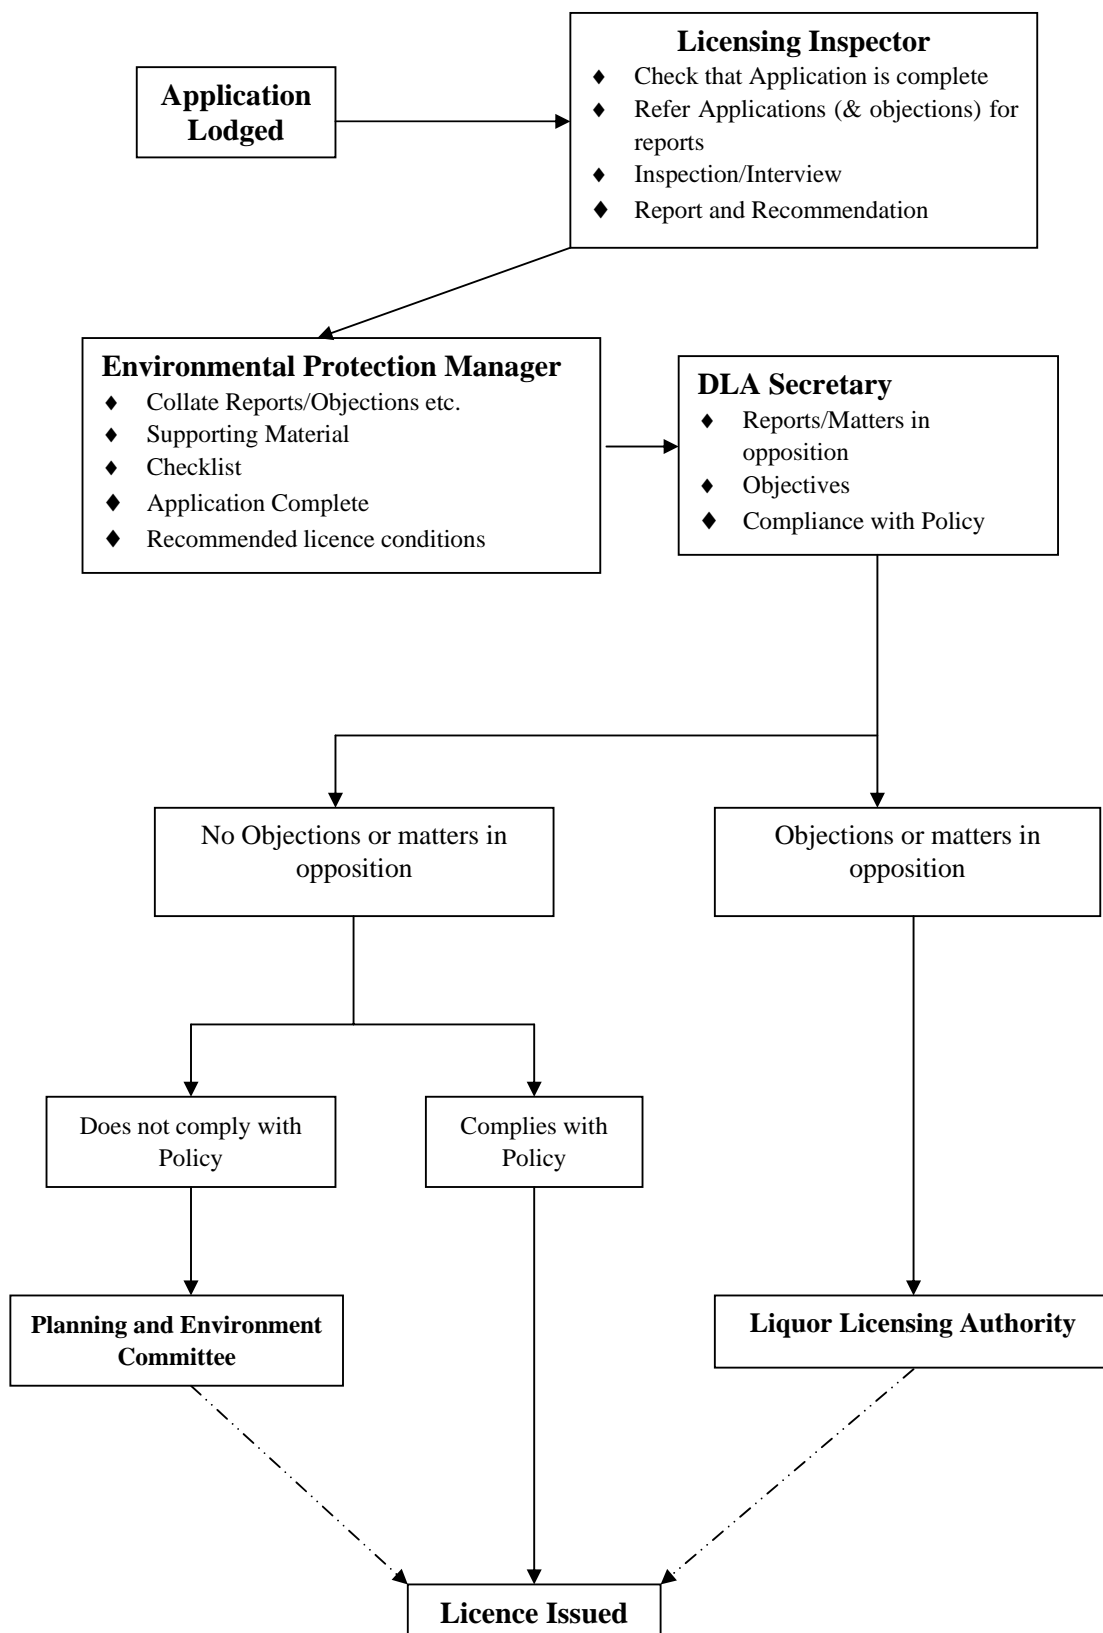 Application
Lodged
Licensing Inspector
♦ Check that Application is complete
♦ Refer Applications (& objections) for
reports
♦ Inspection/Interview
♦ Report and Recommendation
Environmental Protection Manager
♦ Collate Reports/Objections etc.
♦ Supporting Material
♦ Checklist
♦ Application Complete
♦ Recommended licence conditions
DLA Secretary
♦ Reports/Matters in
opposition
♦ Objectives
♦ Compliance with Policy
No Objections or matters in
opposition
Objections or matters in
opposition
Does not comply with
Policy
Complies with
Policy
Planning and Environment
Committee
Liquor Licensing Authority
Licence Issued